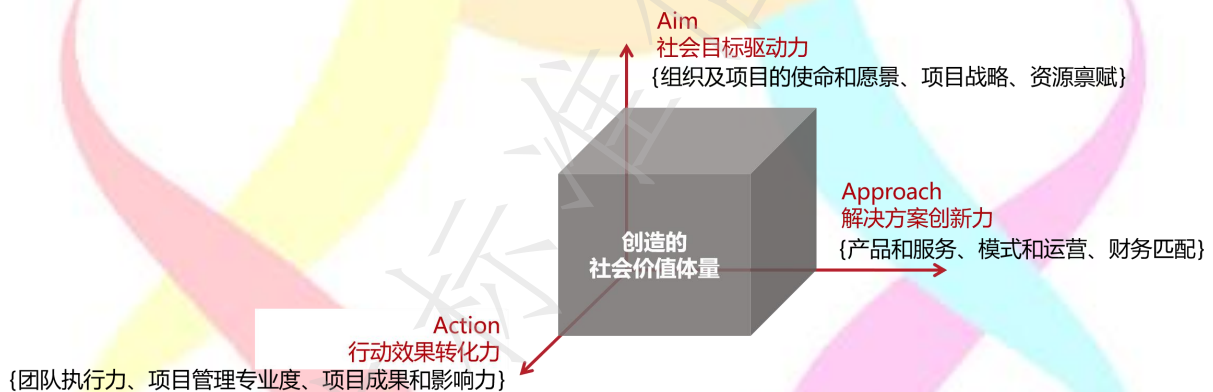 Aim
社会目标驱动力
{组织及项目的使命和愿景、项目战略、资源禀赋}
Approach
解决方案创新力
{产品和服务、模式和运营、财务匹配}
创造的
社会价值体量
Action
行动效果转化力
{团队执行力、项目管理专业度、项目成果和影响力}
标准